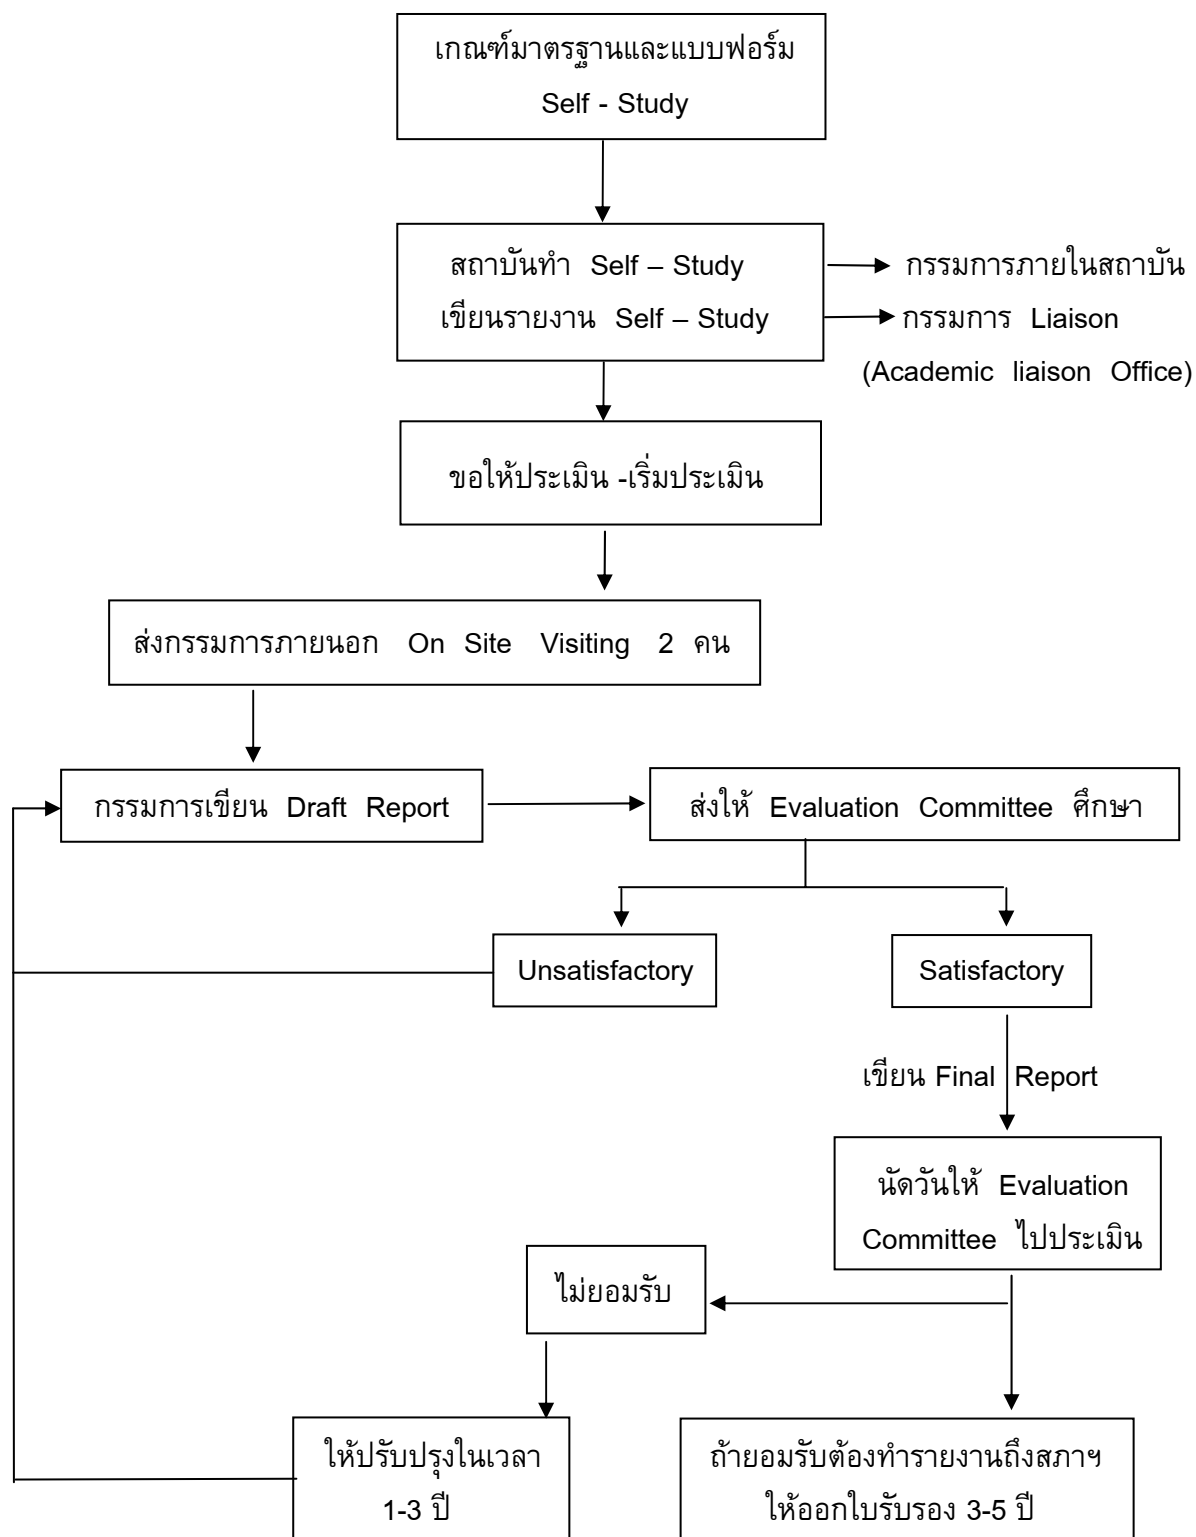 เกณฑ์มาตรฐานและแบบฟอร์ม
Self - Study
สถาบันทำ Self – Study
เขียนรายงาน Self – Study
กรรมการภายในสถาบัน
กรรมการ Liaison
(Academic liaison Office)
ขอให้ประเมิน -เริ่มประเมิน
ส่งกรรมการภายนอก On Site Visiting 2 คน
กรรมการเขียน Draft Report
ส่งให้ Evaluation Committee ศึกษา
Unsatisfactory
Satisfactory
เขียน Final Report
นัดวันให้ Evaluation
Committee ไปประเมิน
ไม่ยอมรับ
ให้ปรับปรุงในเวลา
1-3 ปี
ถ้ายอมรับต้องทำรายงานถึงสภาฯ
ให้ออกใบรับรอง 3-5 ปี